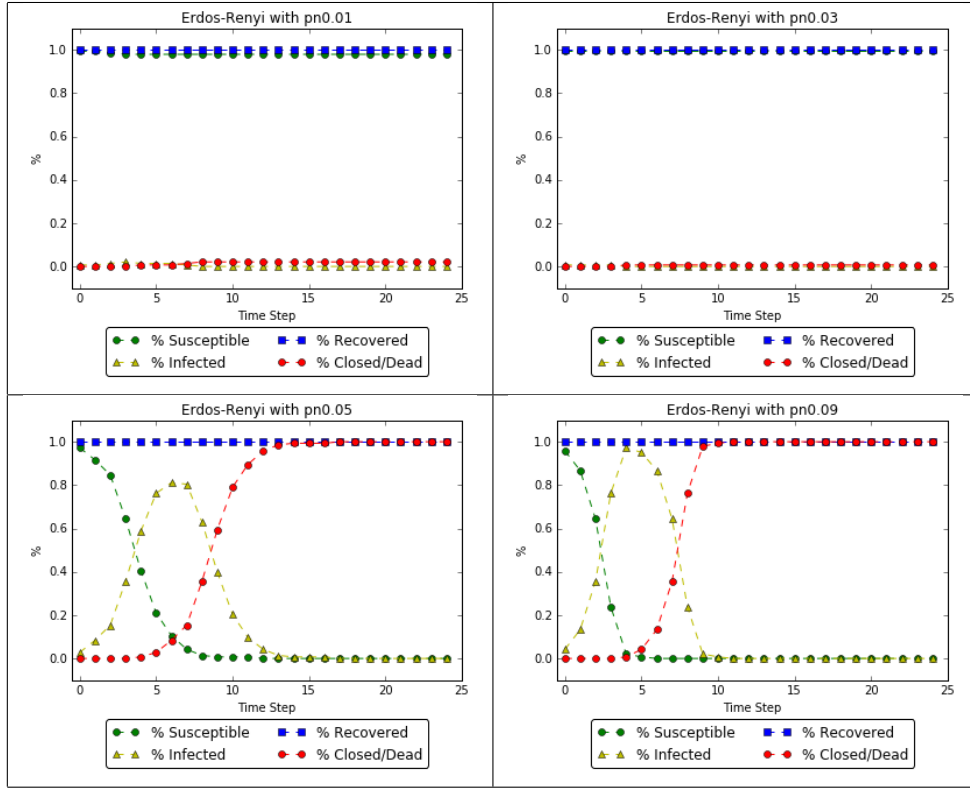 Erdos-Renyi with pn0.01
1.0
0.8
0.6
0.4
0.2
0.0
%
0 5 10 15 20 25
Time Step
% Susceptible % Recovered
% Infected % Closed/Dead
Erdos-Renyi with pn0.03
1.0
0.8
0.6
0.4
0.2
0.0
%
0 5 10 15 20 25
Time Step
% Susceptible % Recovered
% Infected % Closed/Dead
Erdos-Renyi with pn0.05
1.0
0.8
0.6
0.4
0.2
0.0
%
0 5 10 15 20 25
Time Step
% Susceptible % Recovered
% Infected % Closed/Dead
Erdos-Renyi with pn0.09
1.0
0.8
0.6
0.4
0.2
0.0
%
0 5 10 15 20 25
Time Step
% Susceptible % Recovered
% Infected % Closed/Dead